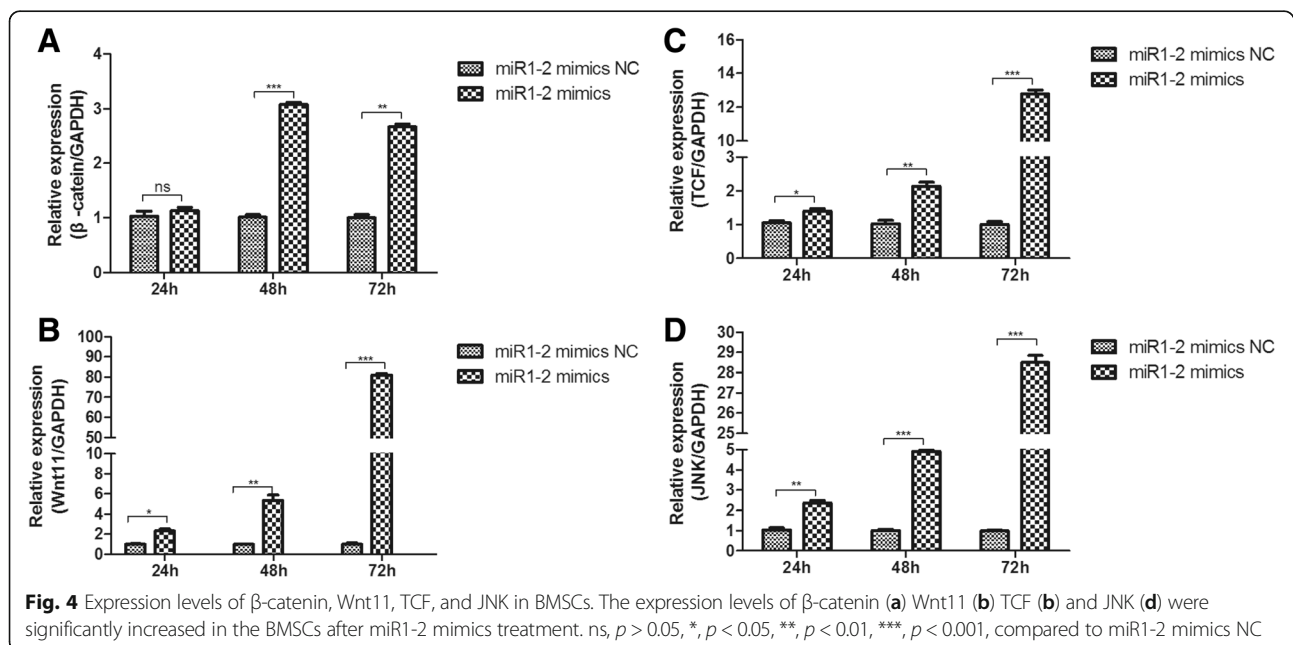 A
Relative expression
(β -catein/GAPDH)
4
3
2
1
0
ns
***
**
24h
48h
72h
miR1-2 mimics NC
miR1-2 mimics
C
Relative expression
(TCF/GAPDH)
16
14
12
10
8
4
3
2
1
0
*
**
***
24h
48h
72h
miR1-2 mimics NC
miR1-2 mimics
B
Relative expression
(Wnt11/GAPDH)
100
90
80
70
60
50
10
8
6
4
2
0
*
**
***
24h
48h
72h
miR1-2 mimics NC
miR1-2 mimics
D
Relative expression
(JNK/GAPDH)
30
29
28
27
26
25
5
4
3
2
1
0
**
***
***
24h
48h
72h
miR1-2 mimics NC
miR1-2 mimics
Fig. 4 Expression levels of β-catenin, Wnt11, TCF, and JNK in BMSCs. The expression levels of β-catenin (a) Wnt11 (b) TCF (b) and JNK (d) were
significantly increased in the BMSCs after miR1-2 mimics treatment. ns, p > 0.05, *, p < 0.05, **, p < 0.01, ***, p < 0.001, compared to miR1-2 mimics NC